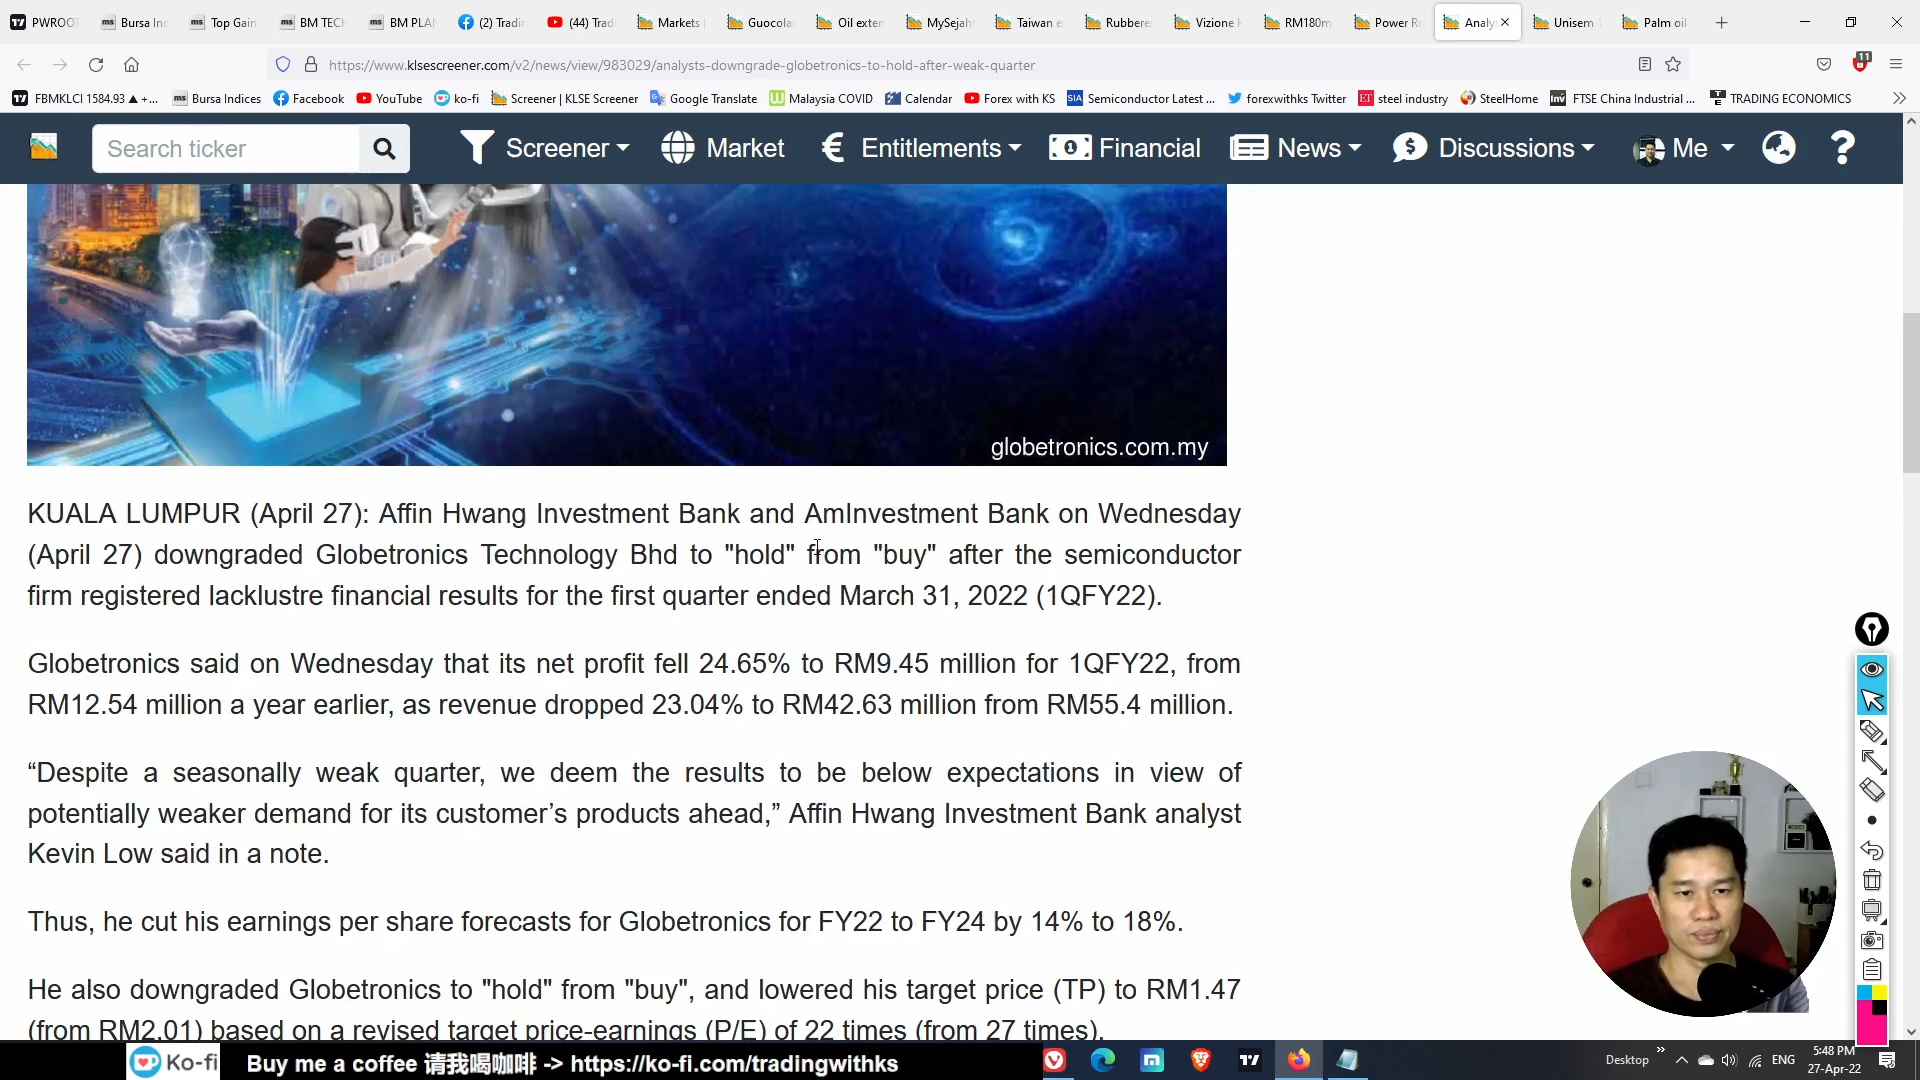 PWROOT
Bursa Ind
Top Gain
BM TECH
BM PLAN
(2) Tradin
(44) Trad
Markets
Guocola
Oil exten
MySejah
Taiwan e
Rubbere
Vizione H
RM180m
Power Ro
Analys
Unisem
Palm oil
https://www.klsescreener.com/v2/news/view/983029/analysts-downgrade-globetronics-to-hold-after-weak-quarter
11
FBMKLCI 1584.93 ▲ +...
Bursa Indices
Facebook
YouTube
ko-fi
Screener | KLSE Screener
Google Translate
Malaysia COVID
Calendar
Forex with KS
Semiconductor Latest ...
forexwithks Twitter
steel industry
SteelHome
FTSE China Industrial ...
TRADING ECONOMICS
Search ticker
Screener
Market
Entitlements
Financial
News
Discussions
Me
globetronics.com.my
KUALA LUMPUR (April 27): Affin Hwang Investment Bank and AmInvestment Bank on Wednesday
(April 27) downgraded Globetronics Technology Bhd to "hold" from "buy" after the semiconductor
firm registered lacklustre financial results for the first quarter ended March 31, 2022 (1QFY22).
Globetronics said on Wednesday that its net profit fell 24.65% to RM9.45 million for 1QFY22, from
RM12.54 million a year earlier, as revenue dropped 23.04% to RM42.63 million from RM55.4 million.
“Despite a seasonally weak quarter, we deem the results to be below expectations in view of
potentially weaker demand for its customer’s products ahead,” Affin Hwang Investment Bank analyst
Kevin Low said in a note.
Thus, he cut his earnings per share forecasts for Globetronics for FY22 to FY24 by 14% to 18%.
He also downgraded Globetronics to "hold" from "buy", and lowered his target price (TP) to RM1.47
(from RM2.01) based on a revised target price-earnings (P/E) of 22 times (from 27 times).
Ko-fi
Buy me a coffee 请我喝咖啡 -> https://ko-fi.com/tradingwithks
Desktop
ENG
5:48 PM
27-Apr-22